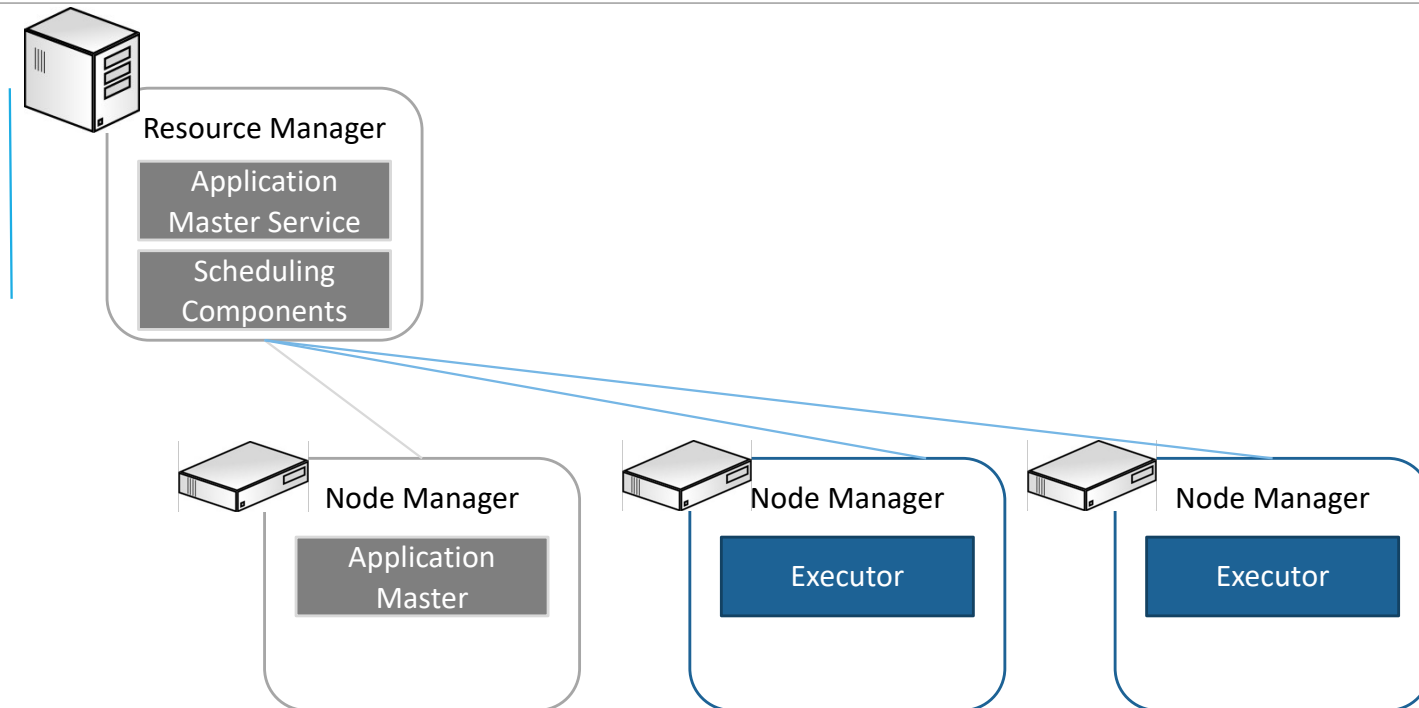 Resource Manager
Application
Master Service
Scheduling
Components
Node Manager
Application
Master
Node Manager
Executor
Node Manager
Executor